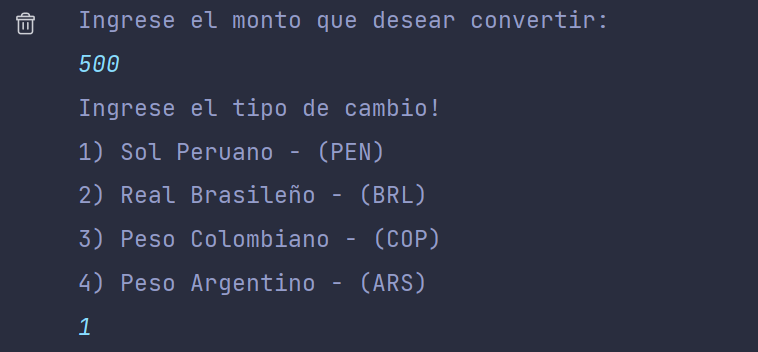 Ingrese el monto que desear convertir:
500
Ingrese el tipo de cambio!
1) Sol Peruano - (PEN)
2) Real Brasileño - (BRL)
3) Peso Colombiano - (COP)
4) Peso Argentino - (ARS)
1